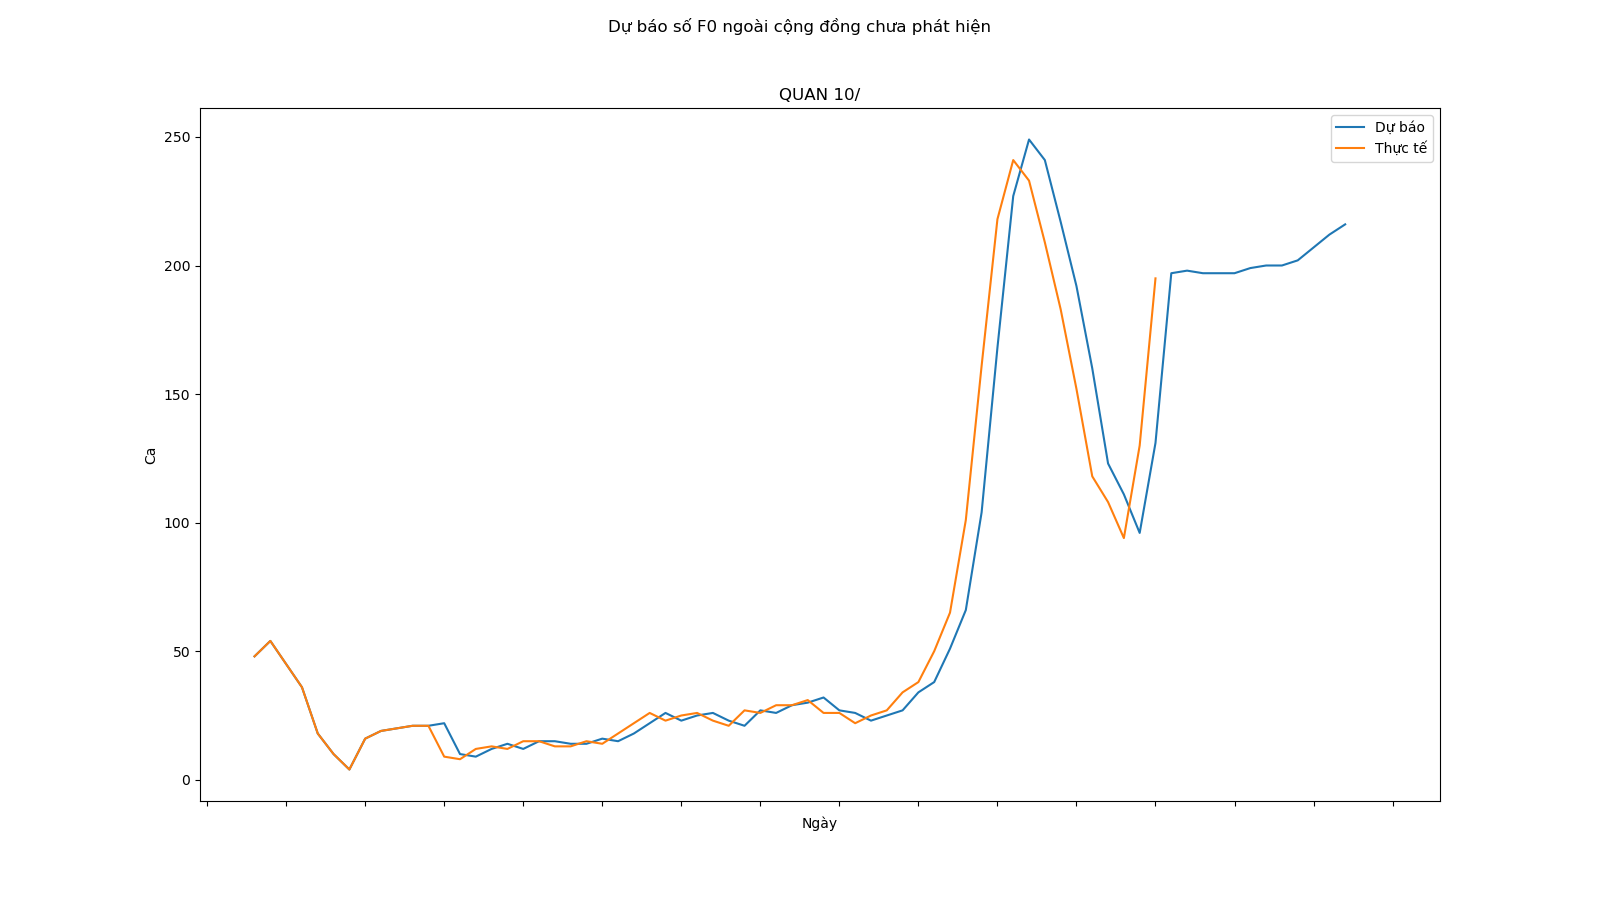 Dự báo số F0 ngoài cộng đồng chưa phát hiện
QUAN 10/
Dự báo
Thực tế
250
200
150
100
50
0
Ca
Ngày